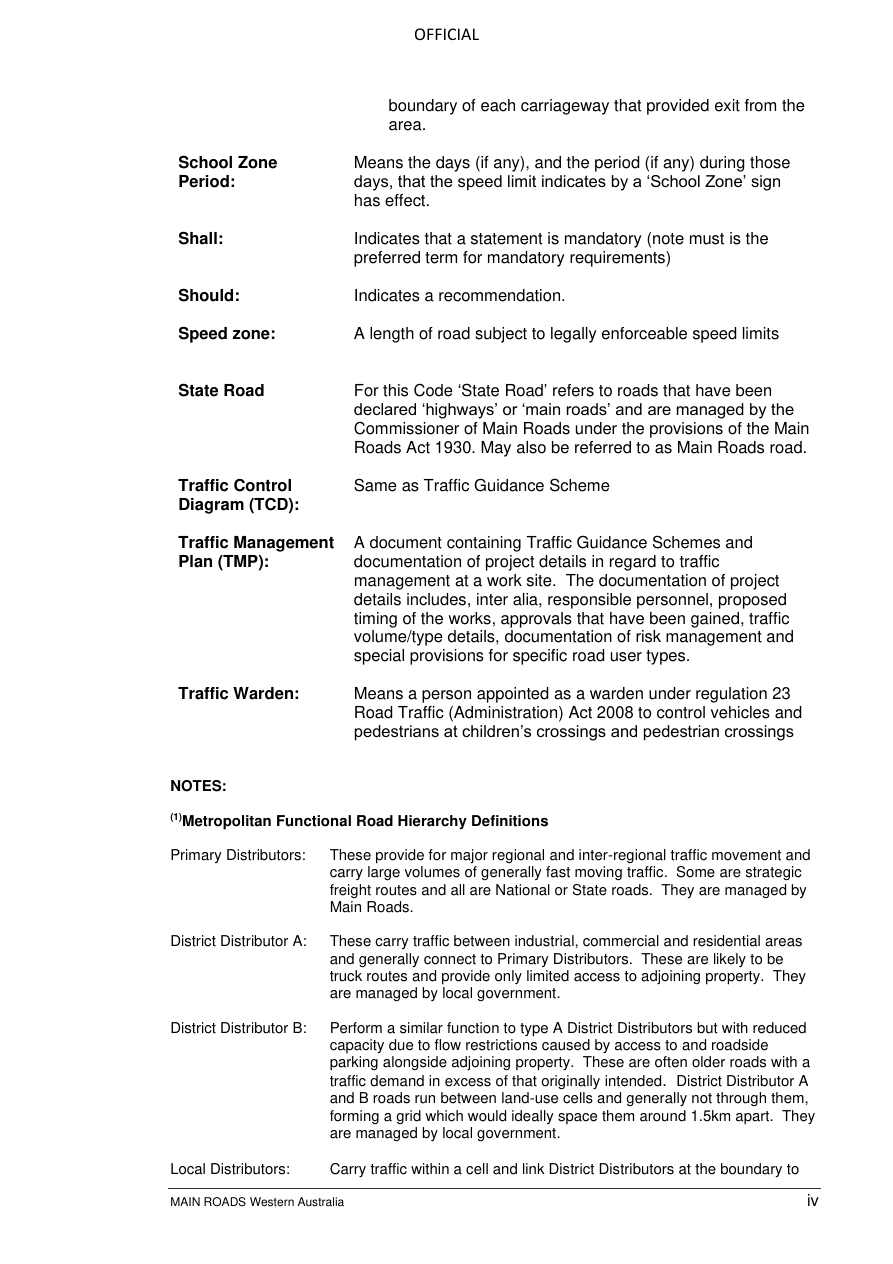 OFFICIAL
boundary of each carriageway that provided exit from the
area.
School Zone
Period:
Means the days (if any), and the period (if any) during those
days, that the speed limit indicates by a ‘School Zone’ sign
has effect.
Shall:
Indicates that a statement is mandatory (note must is the
preferred term for mandatory requirements)
Should:
Indicates a recommendation.
Speed zone:
A length of road subject to legally enforceable speed limits
State Road
For this Code ‘State Road’ refers to roads that have been
declared ‘highways’ or ‘main roads’ and are managed by the
Commissioner of Main Roads under the provisions of the Main
Roads Act 1930. May also be referred to as Main Roads road.
Traffic Control
Diagram (TCD):
Same as Traffic Guidance Scheme
Traffic Management
Plan (TMP):
A document containing Traffic Guidance Schemes and
documentation of project details in regard to traffic
management at a work site. The documentation of project
details includes, inter alia, responsible personnel, proposed
timing of the works, approvals that have been gained, traffic
volume/type details, documentation of risk management and
special provisions for specific road user types.
Traffic Warden:
Means a person appointed as a warden under regulation 23
Road Traffic (Administration) Act 2008 to control vehicles and
pedestrians at children’s crossings and pedestrian crossings
NOTES:
(1)Metropolitan Functional Road Hierarchy Definitions
Primary Distributors:
These provide for major regional and inter-regional traffic movement and
carry large volumes of generally fast moving traffic. Some are strategic
freight routes and all are National or State roads. They are managed by
Main Roads.
District Distributor A:
These carry traffic between industrial, commercial and residential areas
and generally connect to Primary Distributors. These are likely to be
truck routes and provide only limited access to adjoining property. They
are managed by local government.
District Distributor B:
Perform a similar function to type A District Distributors but with reduced
capacity due to flow restrictions caused by access to and roadside
parking alongside adjoining property. These are often older roads with a
traffic demand in excess of that originally intended. District Distributor A
and B roads run between land-use cells and generally not through them,
forming a grid which would ideally space them around 1.5km apart. They
are managed by local government.
Local Distributors:
Carry traffic within a cell and link District Distributors at the boundary to
MAIN ROADS Western Australia
iv